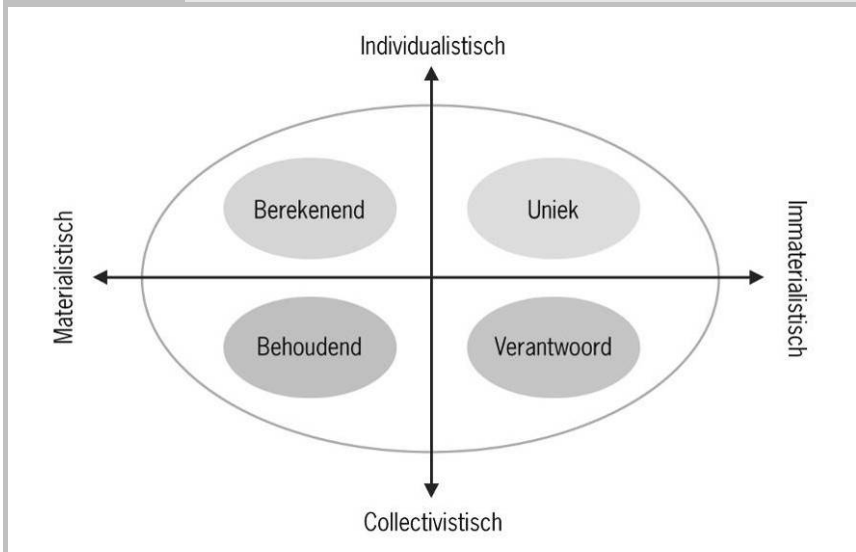 Individualistisch
Berekenend
Uniek
Materialistisch
Immaterialistisch
Behoudend
Verantwoord
Collectivistisch